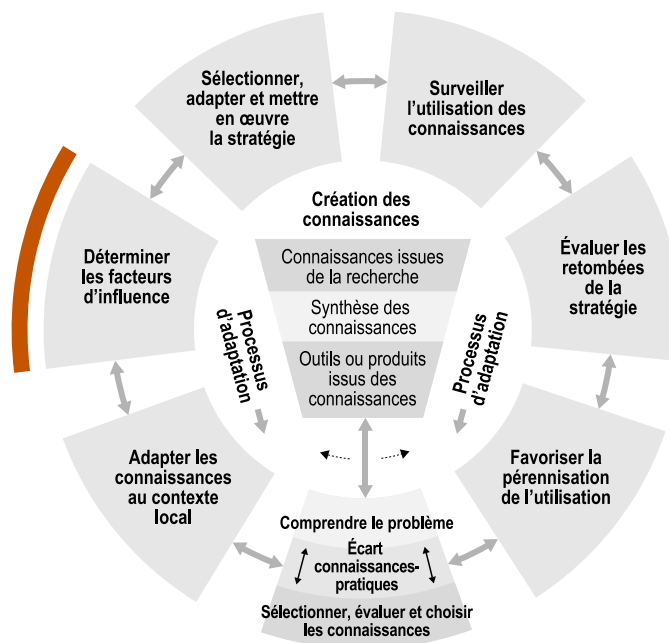 Sélectionner,
adapter et mettre
en œuvre
la stratégie
Surveiller
l’utilisation des
connaissances
Déterminer
les facteurs
d’influence
Évaluer les
retombées
de la
stratégie
Création des
connaissances
Connaissances issues
de la recherche
Synthèse des
connaissances
Outils ou produits
issus des
connaissances
Processus
d’adaptation
Processus
d’adaptation
Adapter les
connaissances
au contexte
local
Favoriser la
pérennisation
de l’utilisation
Comprendre le problème
Écart
connaissances-
pratiques
Sélectionner, évaluer et choisir
les connaissances